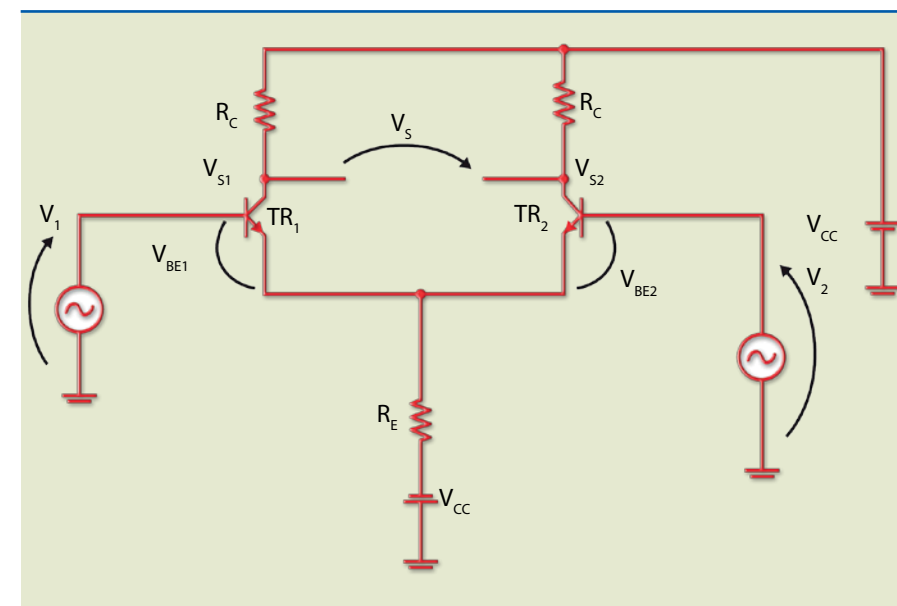 R_C
R_C
V_S
V_S1
V_S2
V_1
TR_1
TR_2
V_CC
V_BE1
V_BE2
V_2
R_E
V_CC